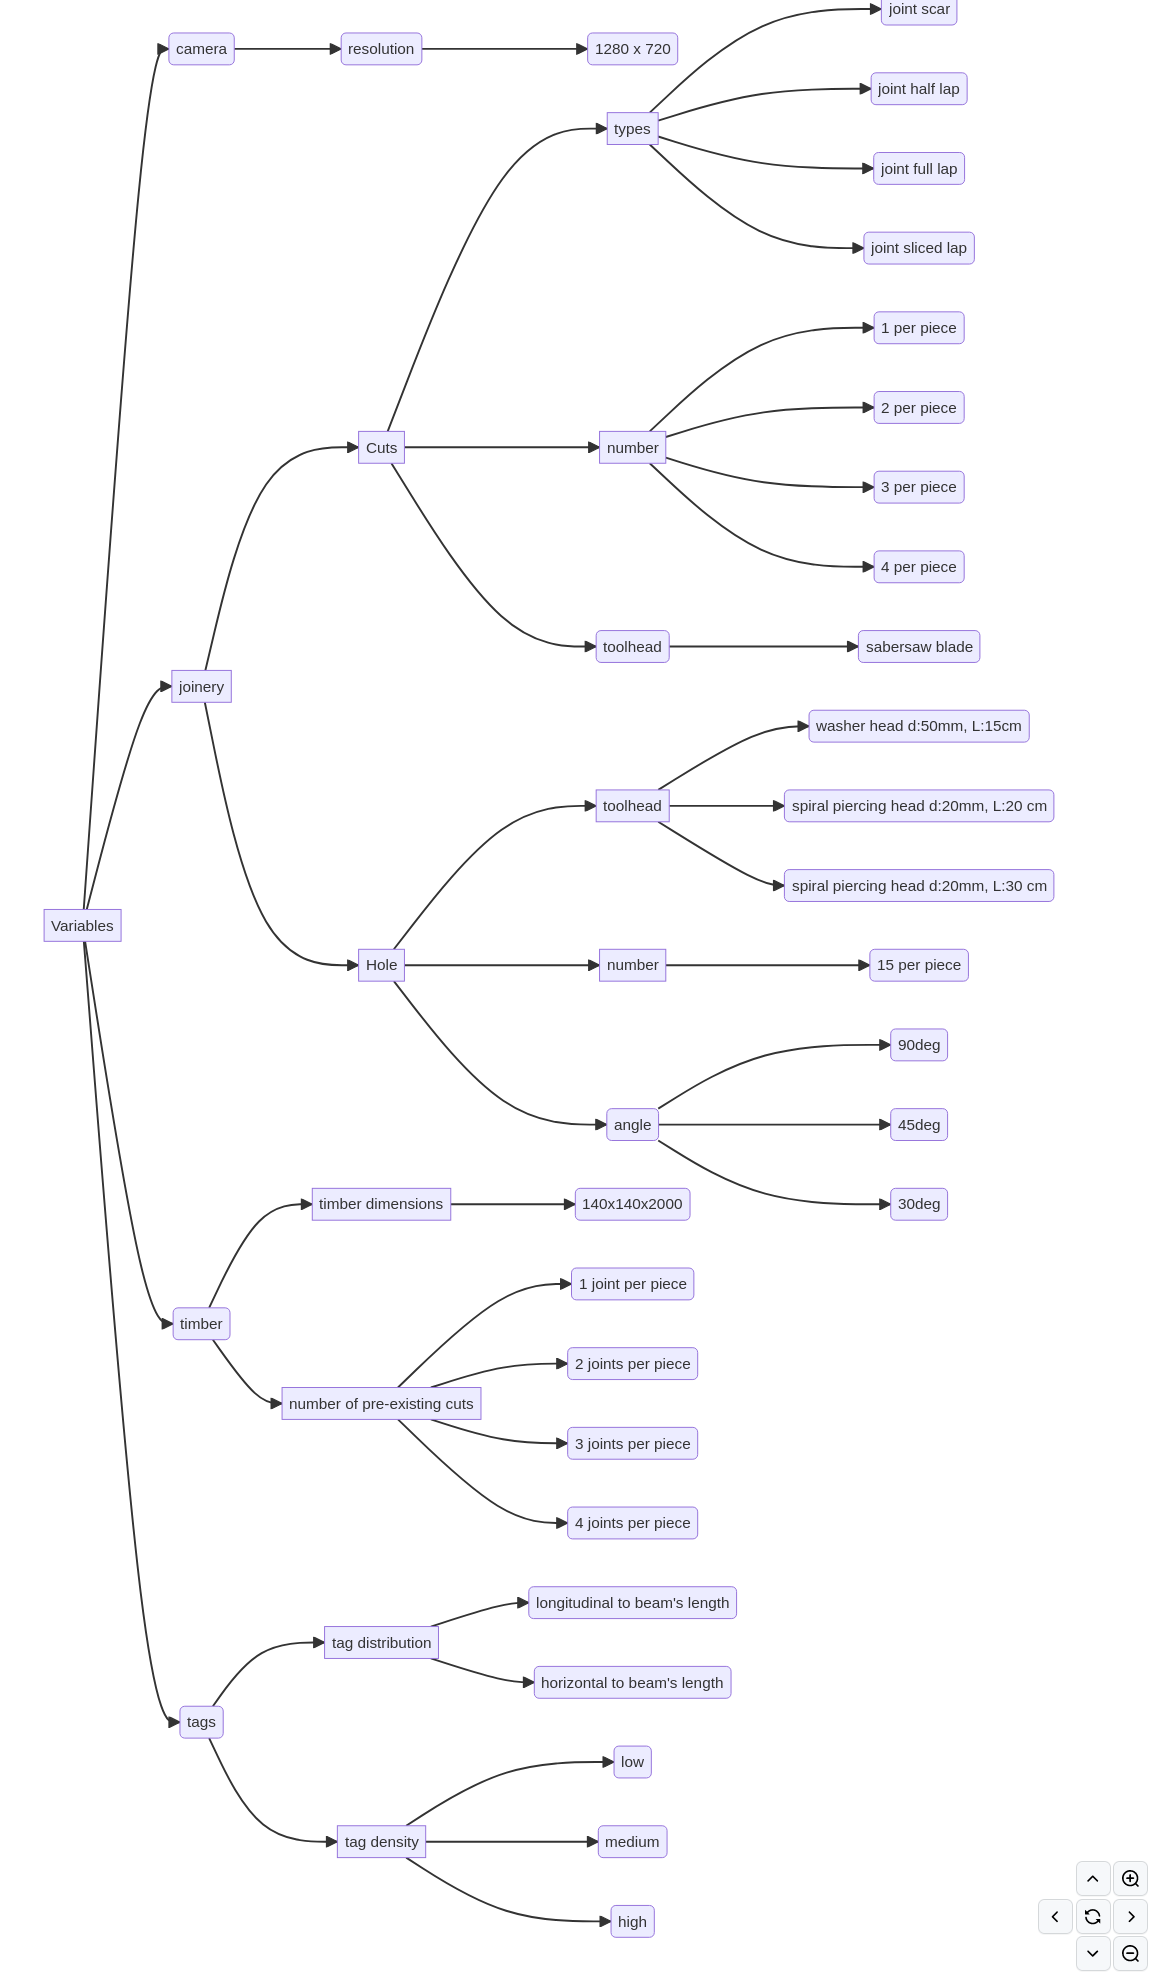 joint scar
camera
resolution
1280 x 720
joint half lap
types
joint full lap
joint sliced lap
1 per piece
2 per piece
Cuts
number
3 per piece
4 per piece
toolhead
sabersaw blade
joinery
washer head d:50mm, L:15cm
toolhead
spiral piercing head d:20mm, L:20 cm
spiral piercing head d:20mm, L:30 cm
Variables
Hole
number
15 per piece
90deg
angle
45deg
timber dimensions
140x140x2000
30deg
1 joint per piece
timber
2 joints per piece
number of pre-existing cuts
3 joints per piece
4 joints per piece
longitudinal to beam's length
tag distribution
horizontal to beam's length
tags
low
tag density
medium
high